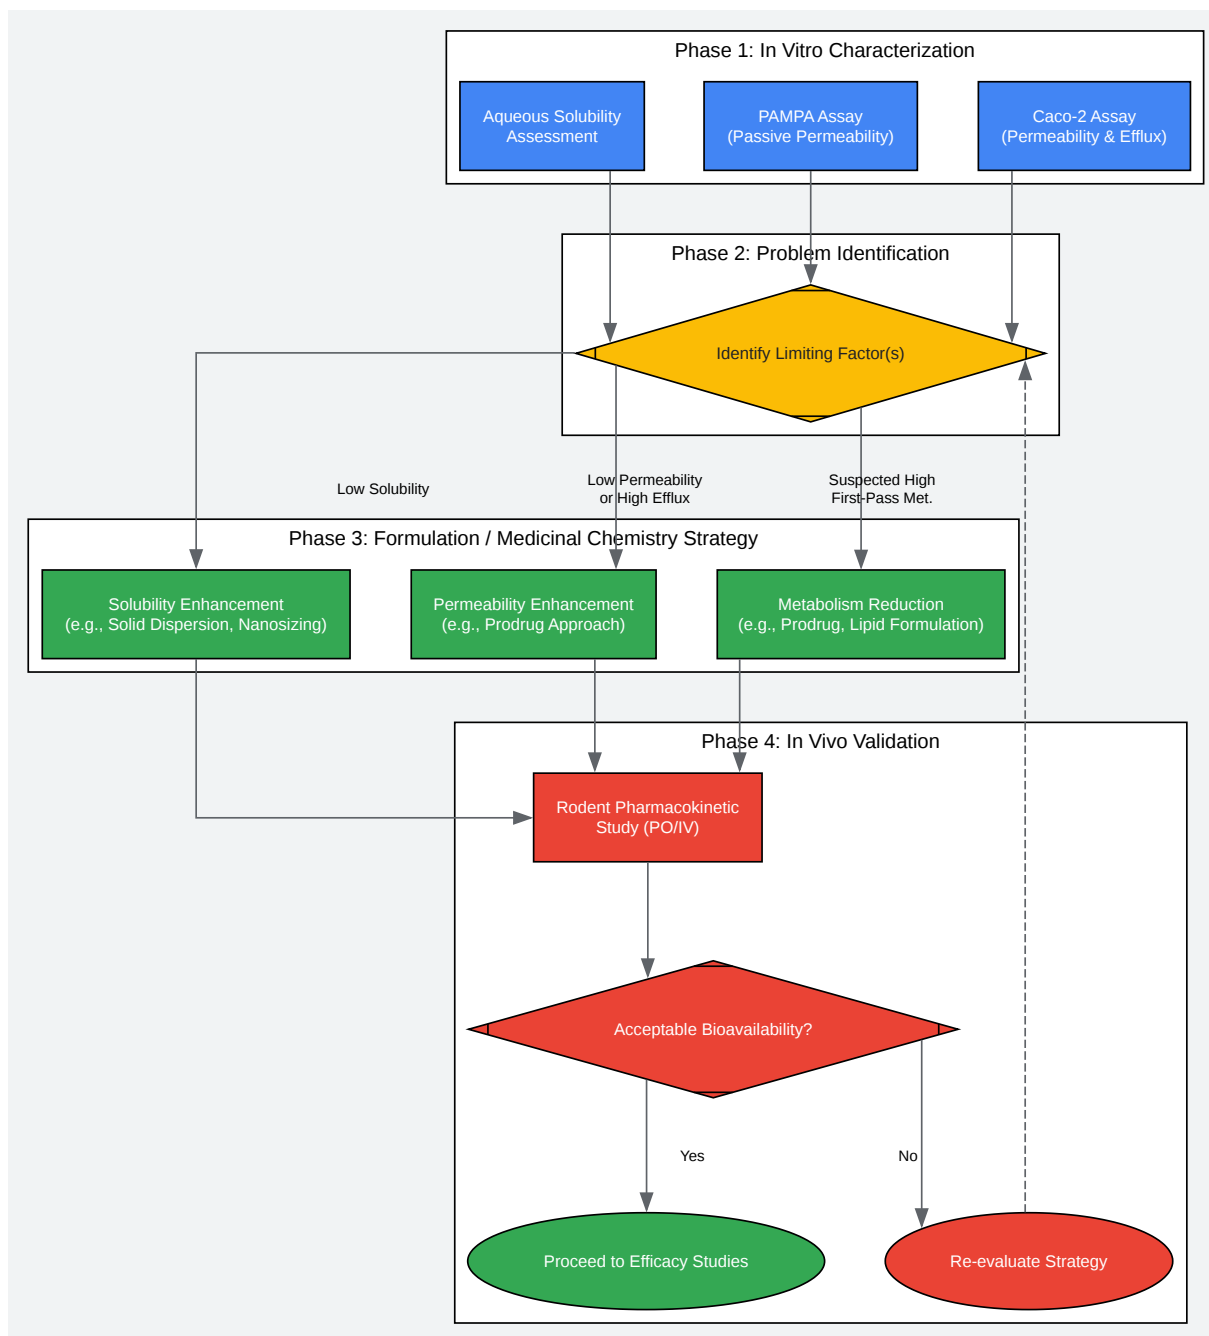 Phase 1: In Vitro Characterization
Aqueous Solubility
Assessment
PAMPA Assay
(Passive Permeability)
Caco-2 Assay
(Permeability & Efflux)
Phase 2: Problem Identification
Identify Limiting Factor(s)
Low Solubility
Low Permeability
or High Efflux
Suspected High
First-Pass Met.
Phase 3: Formulation / Medicinal Chemistry Strategy
Solubility Enhancement
(e.g., Solid Dispersion, Nanosizing)
Permeability Enhancement
(e.g., Prodrug Approach)
Metabolism Reduction
(e.g., Prodrug, Lipid Formulation)
Phase 4: In Vivo Validation
Rodent Pharmacokinetic
Study (PO/IV)
Acceptable Bioavailability?
Yes
No
Proceed to Efficacy Studies
Re-evaluate Strategy